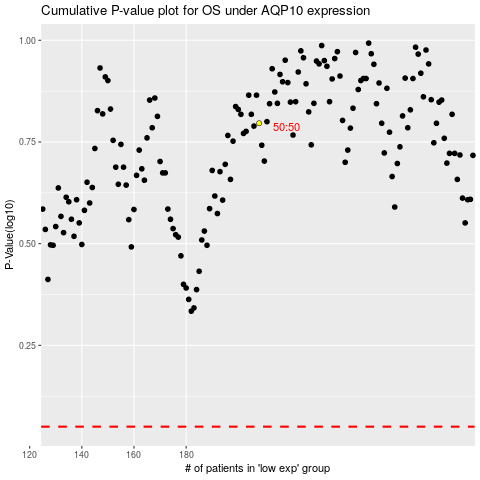 Cumulative P-value plot for OS under AQP10 expression
P-Value(log10)
1.00
0.75
0.50
0.25
50:50
120 140 160 180
# of patients in 'low exp' group